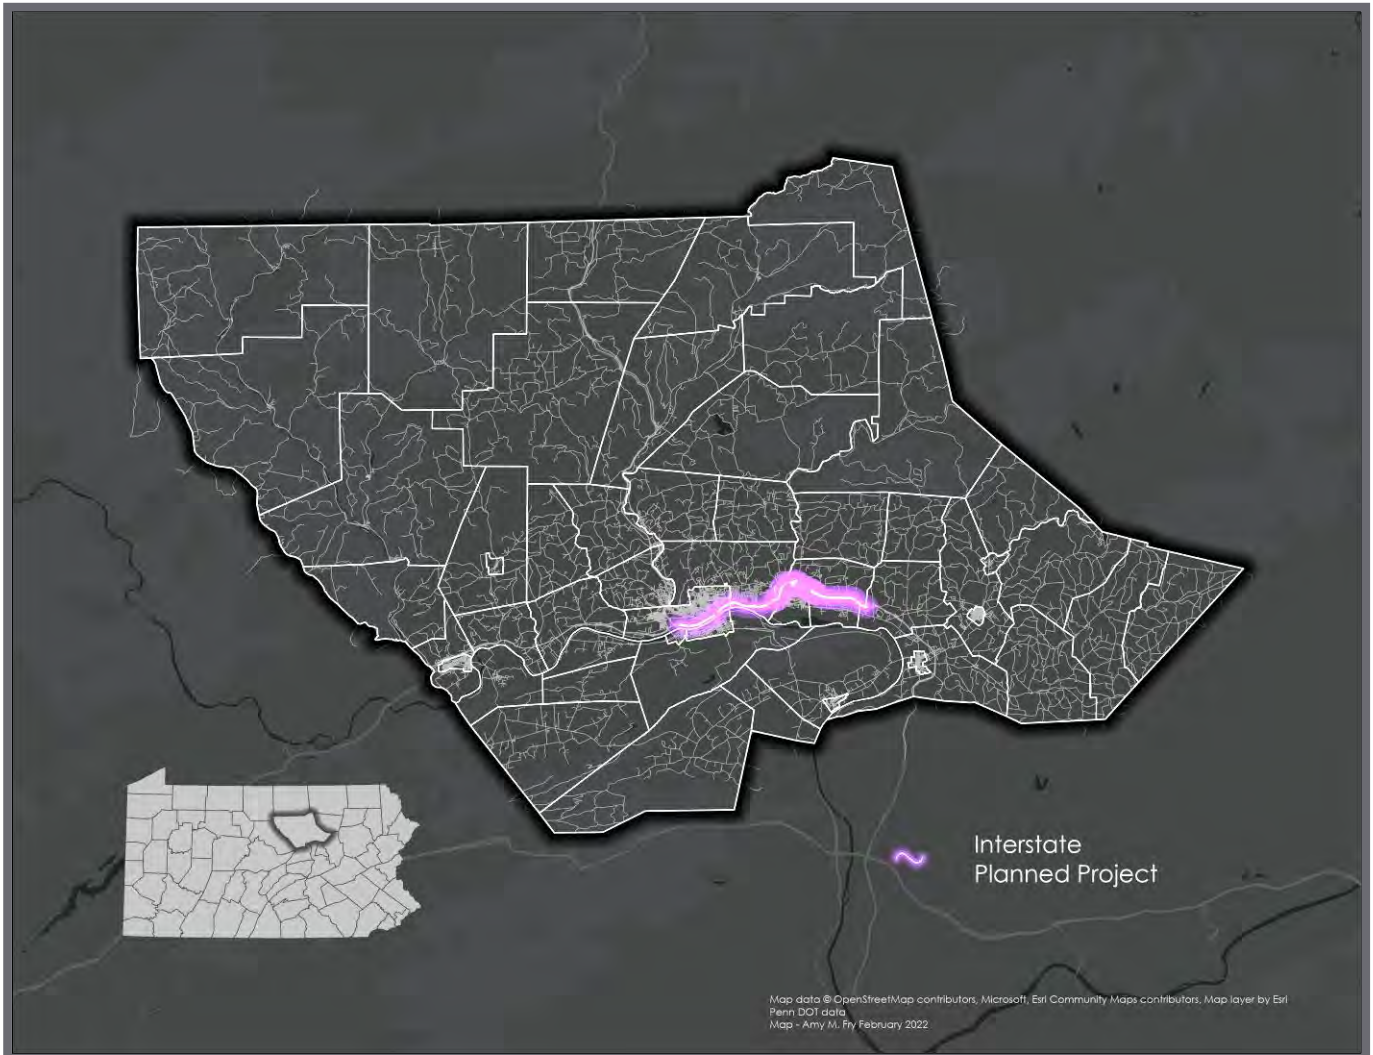 Interstate
Planned Project
Map data © OpenStreetMap contributors, Microsoft, Esri Community Maps contributors, Map layer by Esri
Penn DOT data
Map - Amy M. Fry February 2022